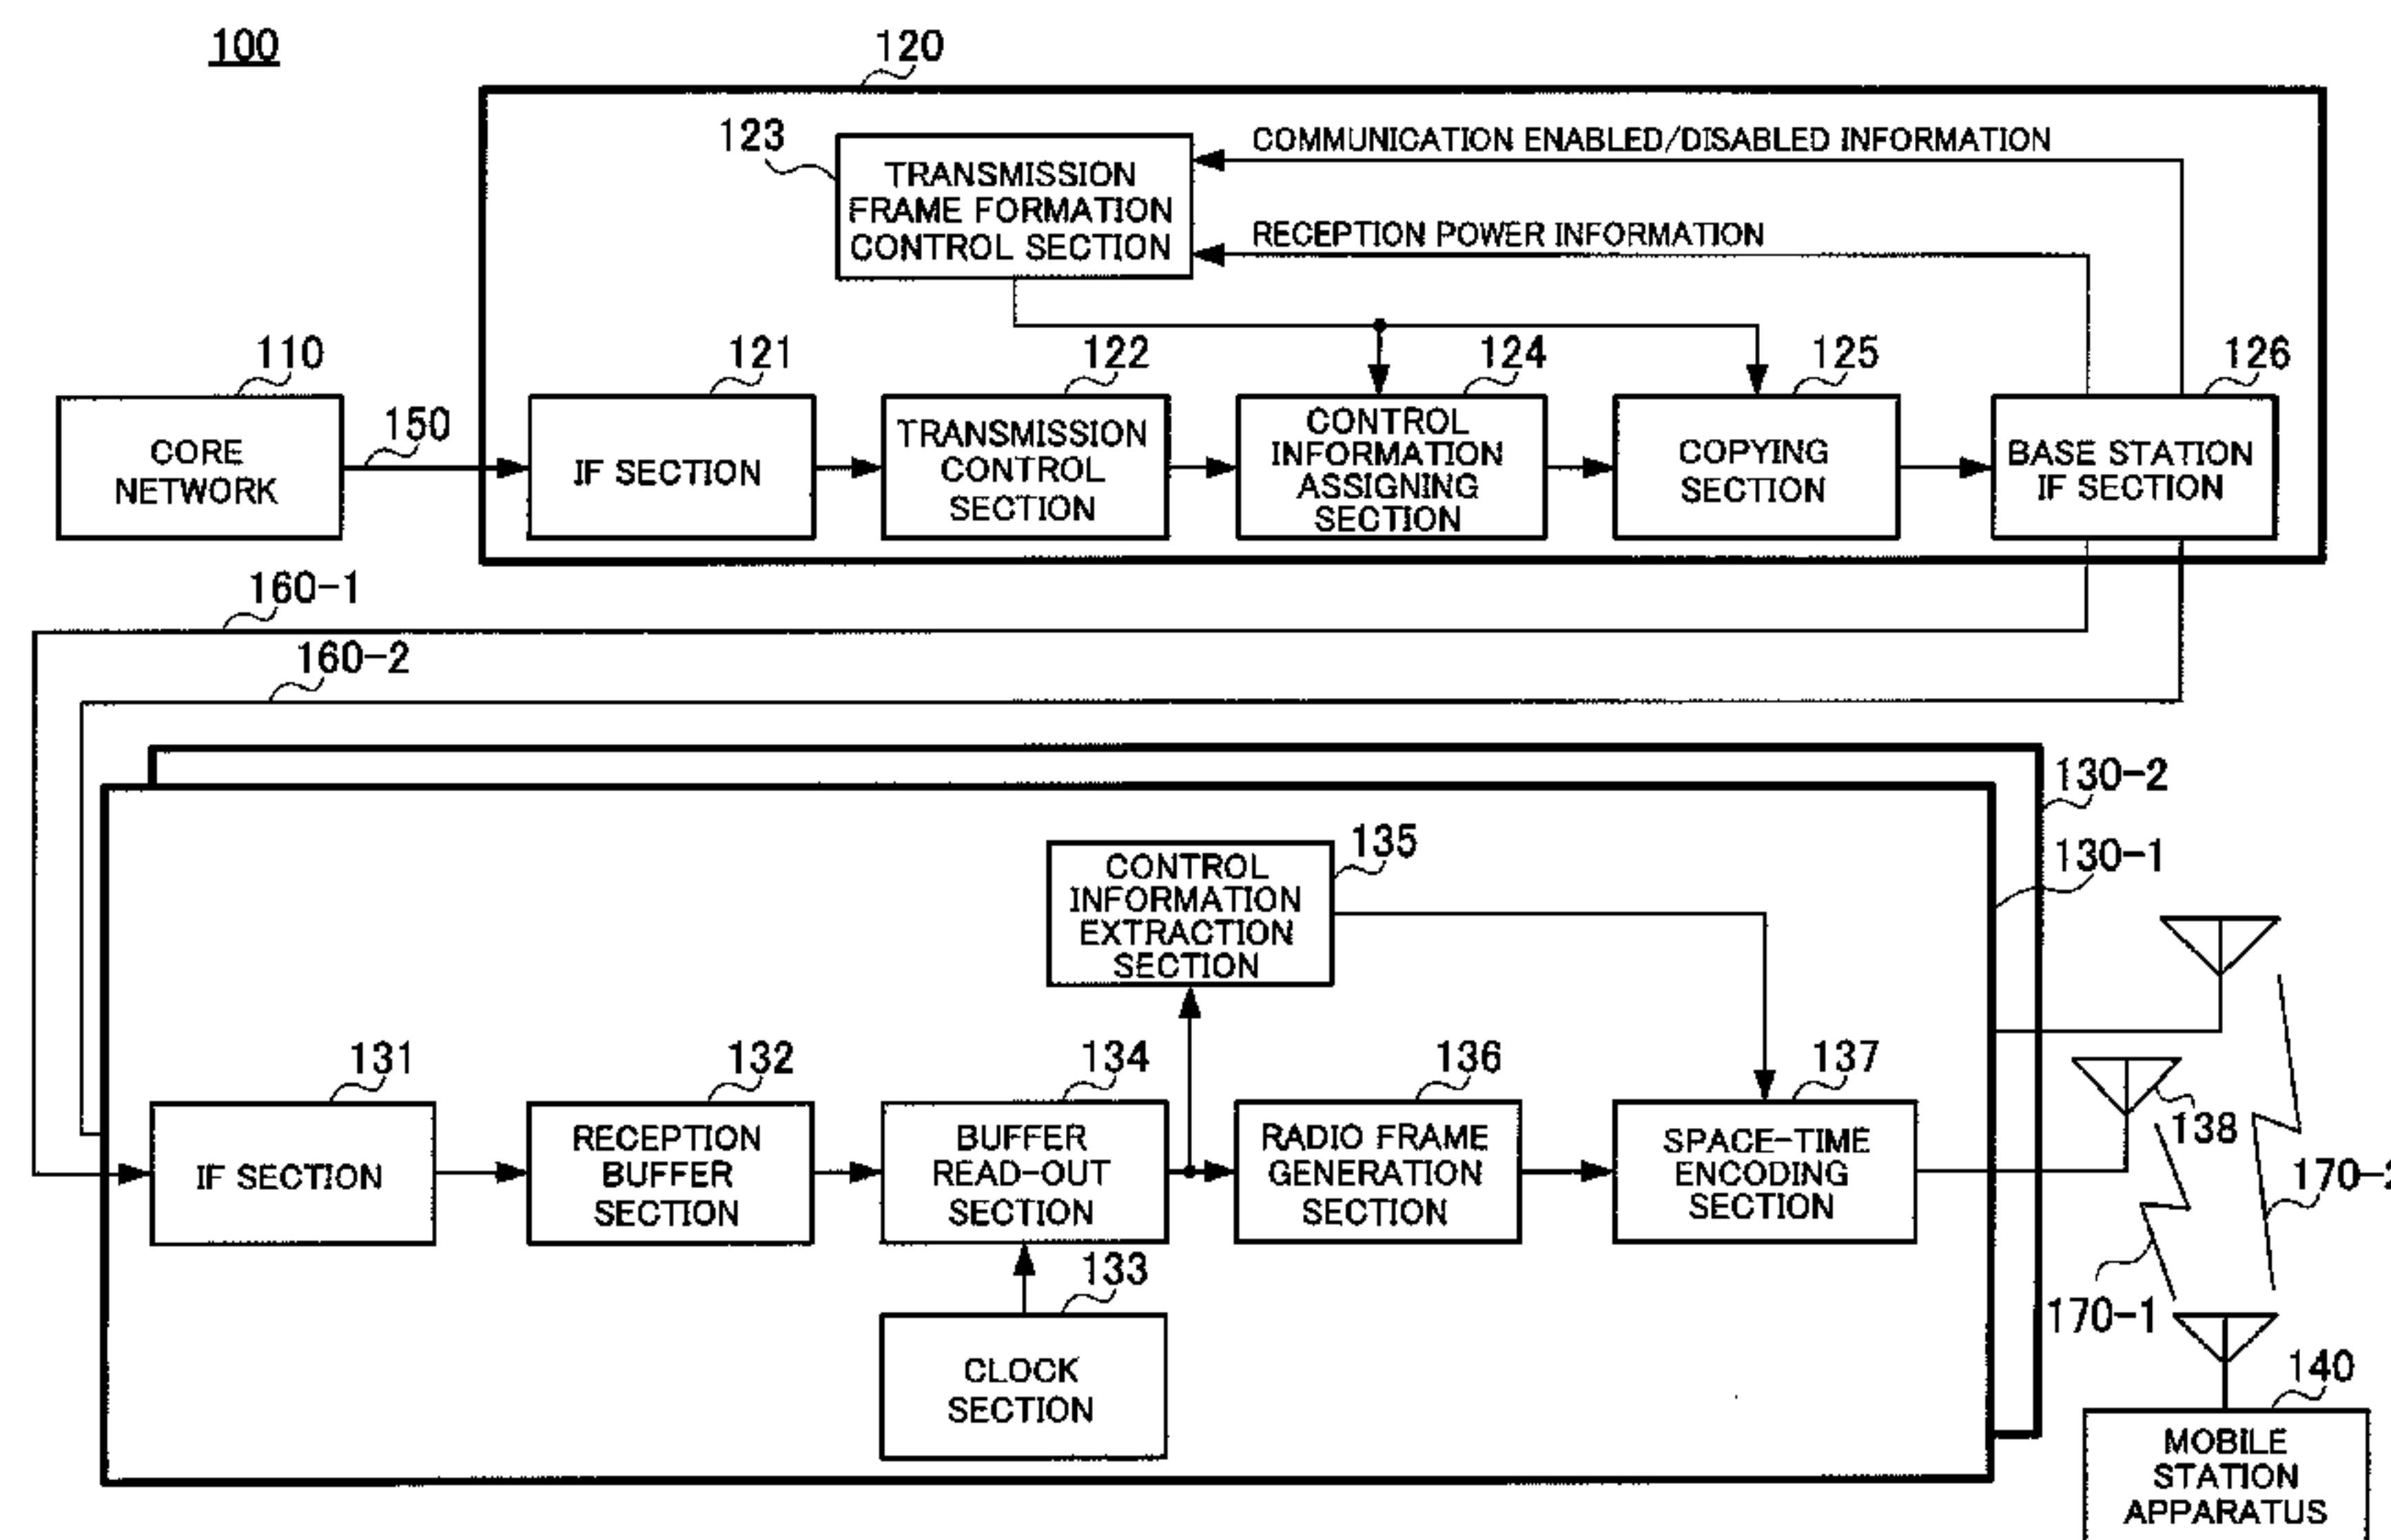 100
120
123
TRANSMISSION
FRAME FORMATION
CONTROL SECTION
COMMUNICATION ENABLED/DISABLED INFORMATION
RECEPTION POWER INFORMATION
110
CORE
NETWORK
150
121
IF SECTION
122
TRANSMISSION
CONTROL
SECTION
124
CONTROL
INFORMATION
ASSIGNING
SECTION
125
COPYING
SECTION
126
BASE STATION
IF SECTION
160-1
160-2
130-2
130-1
135
CONTROL
INFORMATION
EXTRACTION
SECTION
131
IF SECTION
132
RECEPTION
BUFFER
SECTION
134
BUFFER
READ-OUT
SECTION
136
RADIO FRAME
GENERATION
SECTION
137
SPACE-TIME
ENCODING
SECTION
138
133
CLOCK
SECTION
170-1
170-2
140
MOBILE
STATION
APPARATUS